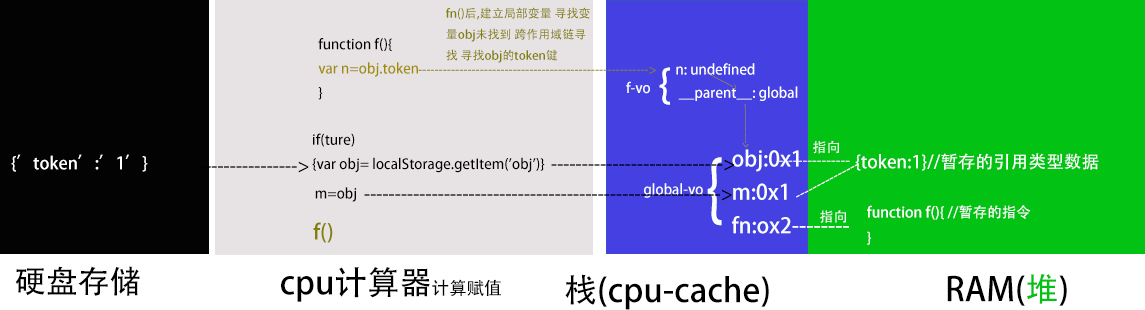 fn()后,建立局部变量 寻找变
量obj未找到 跨作用域链寻
找 寻找obj的token键
function f(){
var n=obj.token
}
n: undefined
f-vo {
__parent__: global
if(ture)
{' token' :' 1' }
{var obj= localStorage.getItem('obj')}
obj:0x1
指向
{token:1}//暂存的引用类型数据
m=obj
global-vo {
m:0x1
f()
fn:ox2
指向
function f(){ //暂存的指令
}
硬盘存储
cpu计算器计算赋值
栈(cpu-cache)
RAM(堆)